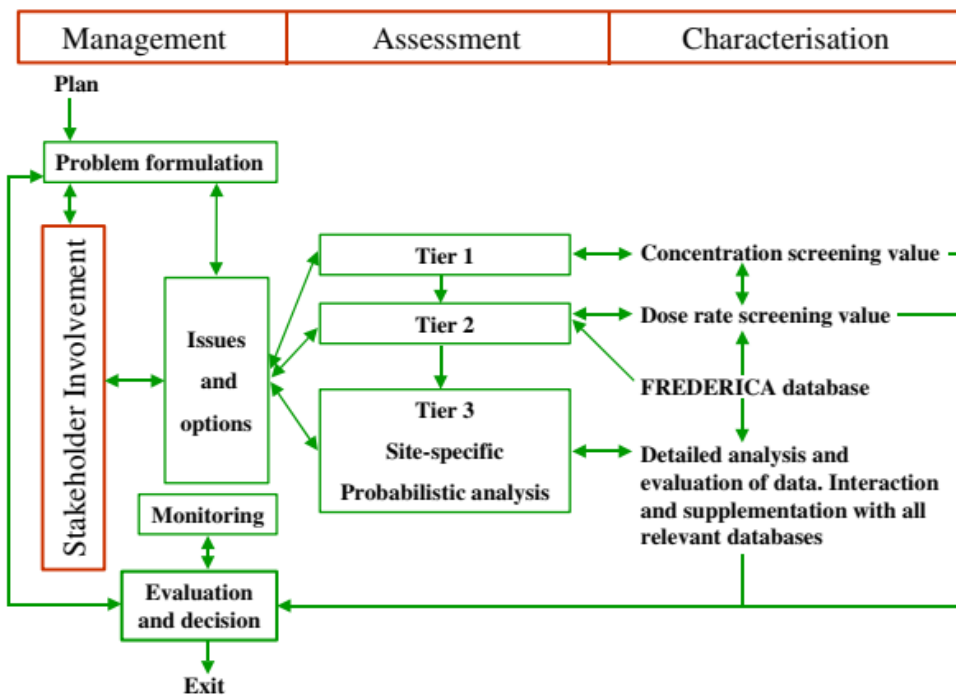 Management
Assessment
Characterisation
Plan
Problem formulation
Stakeholder Involvement
Issues
and
options
Monitoring
Evaluation
and decision
Exit
Tier 1
Tier 2
Tier 3
Site-specific
Probabilistic analysis
Concentration screening value
Dose rate screening value
FREDERICA database
Detailed analysis and
evaluation of data. Interaction
and supplementation with all
relevant databases